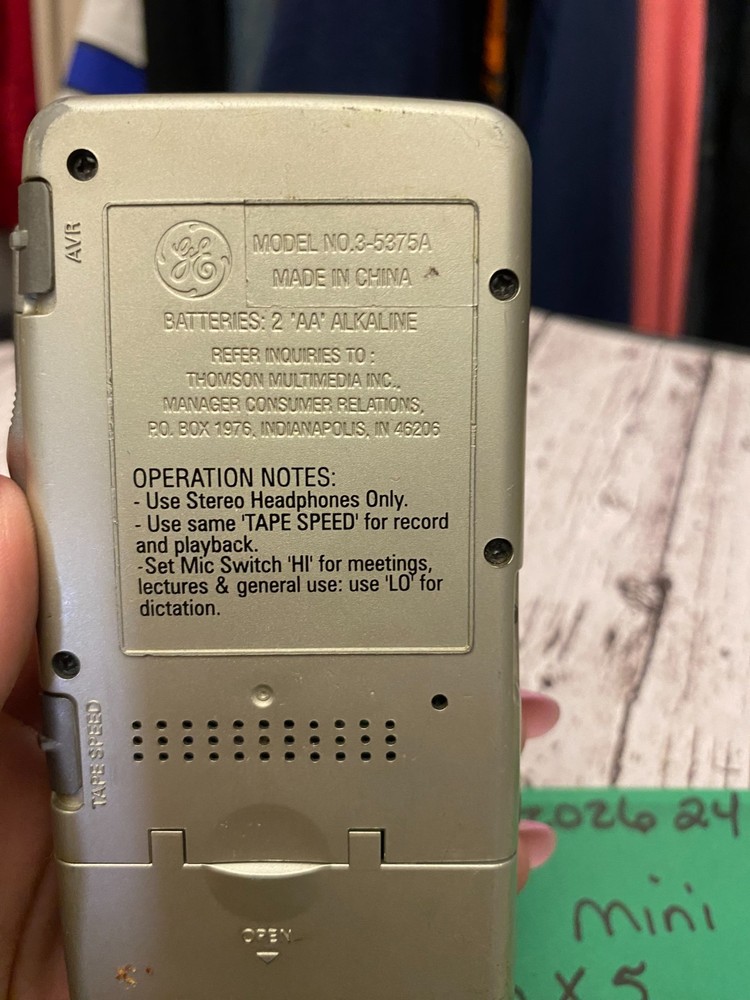 AVR
GE
MODEL NO.3-5375A
MADE IN CHINA
BATTERIES: 2 "AA" ALKALINE
REFER INQUIRIES TO :
THOMSON MULTIMEDIA INC.,
MANAGER CONSUMER RELATIONS,
P.O. BOX 1976, INDIANAPOLIS, IN 46206
OPERATION NOTES:
- Use Stereo Headphones Only.
- Use same 'TAPE SPEED' for record
and playback.
-Set Mic Switch 'HI' for meetings,
lectures & general use: use 'LO' for
dictation.
TAPE SPEED
OPEN
mini
X 5